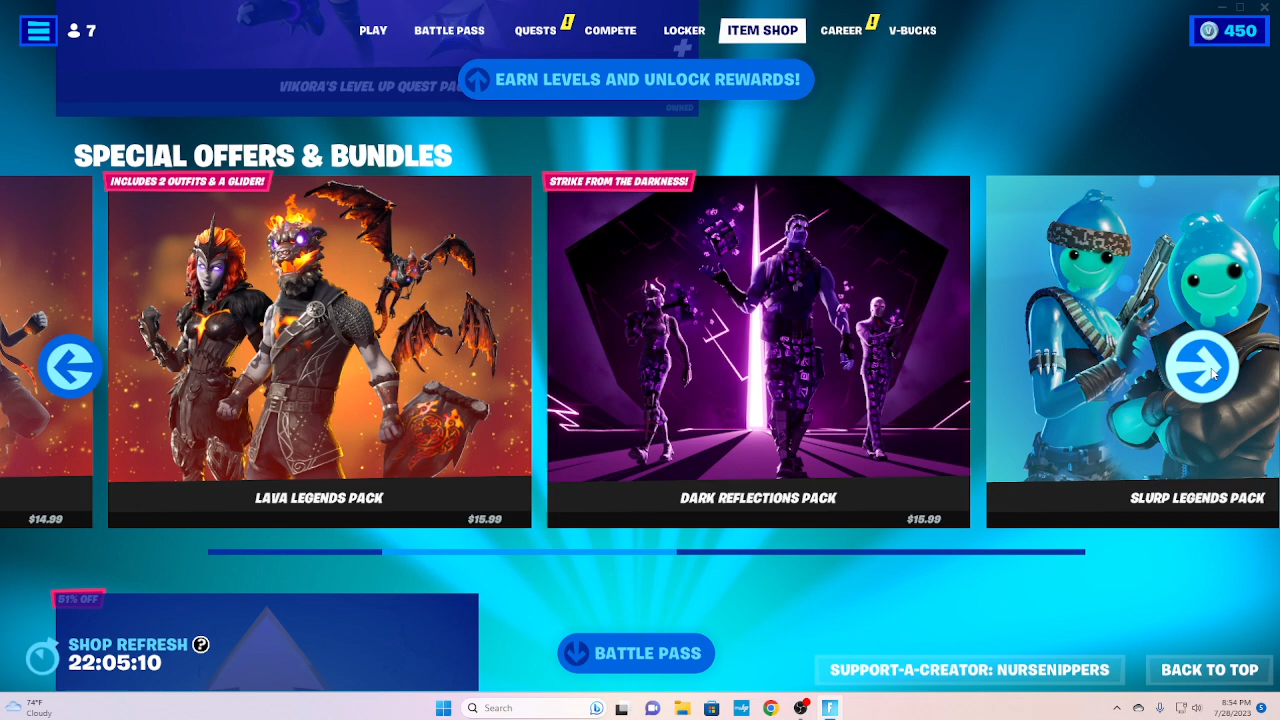 7
PLAY
BATTLE PASS
QUESTS
COMPETE
LOCKER
ITEM SHOP
CAREER
V-BUCKS
450
VIKORA'S LEVEL UP QUEST
EARN LEVELS AND UNLOCK REWARDS!
OWNED
SPECIAL OFFERS & BUNDLES
INCLUDES 2 OUTFITS & A GLIDER!
STRIKE FROM THE DARKNESS!
LAVA LEGENDS PACK
DARK REFLECTIONS PACK
SLURP LEGENDS PACK
$14.99
$15.99
$15.99
51% OFF
SHOP REFRESH ?
22:05:10
BATTLE PASS
SUPPORT-A-CREATOR: NURSENIPPERS
BACK TO TOP
74°F
Cloudy
Search
8:54 PM
7/28/2023